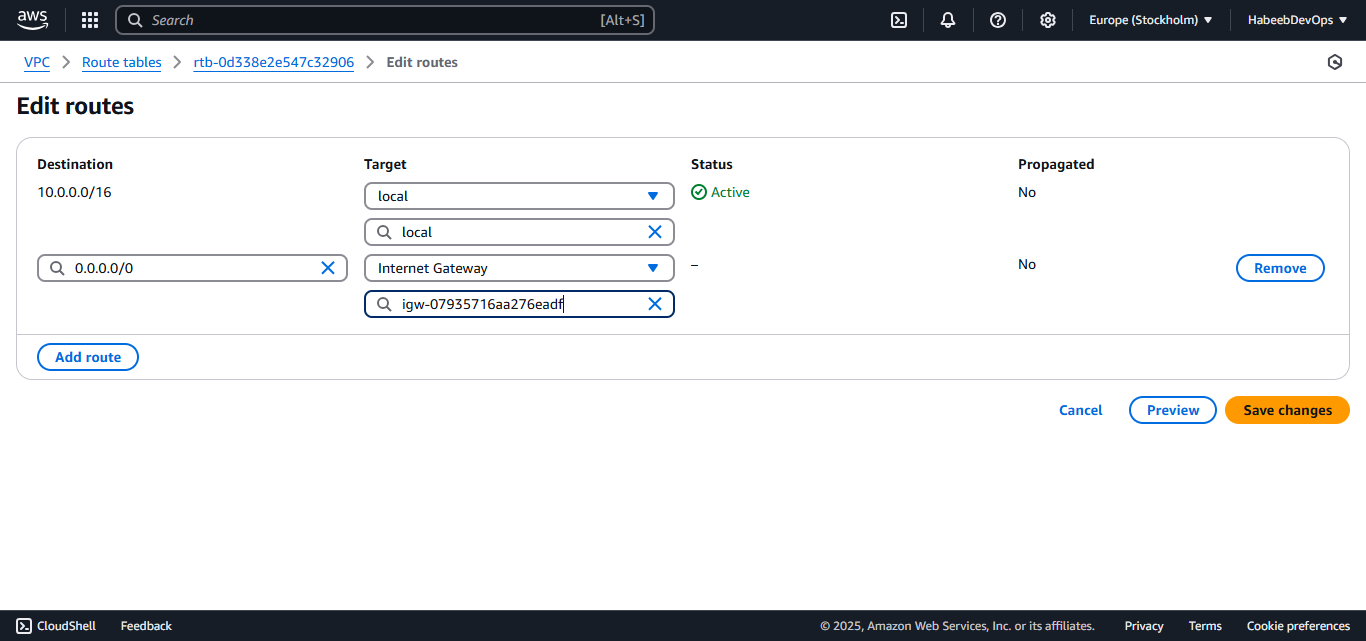 aws
Search [Alt+S]
Europe (Stockholm)
HabeebDevOps
VPC > Route tables > rtb-0d338e2e547c32906 > Edit routes
Edit routes
Destination Target Status Propagated
10.0.0.0/16 local Active No
local
0.0.0.0/0 Internet Gateway – No Remove
igw-07935716aa276eadf
Add route
Cancel Preview Save changes
CloudShell Feedback © 2025, Amazon Web Services, Inc. or its affiliates. Privacy Terms Cookie preferences